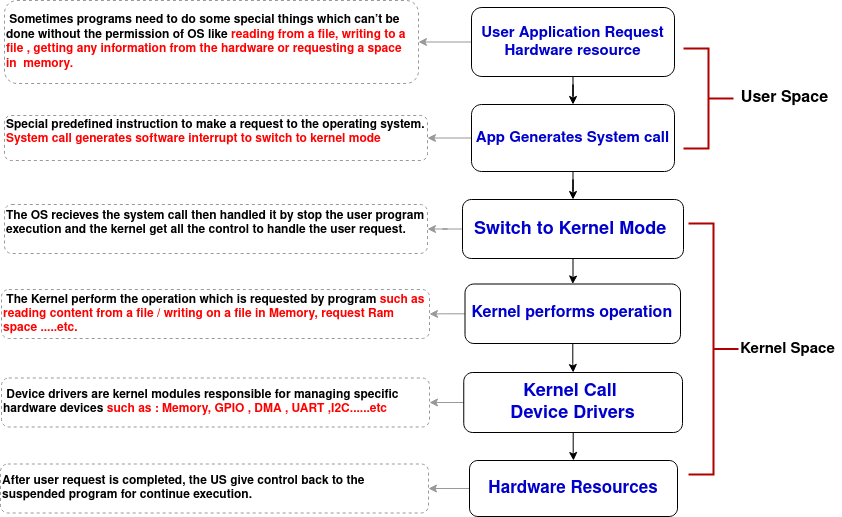 Sometimes programs need to do some special things which can't be
done without the permission of OS like reading from a file, writing to a
file , getting any information from the hardware or requesting a space
in memory.
User Application Request
Hardware resource
User Space
Special predefined instruction to make a request to the operating system.
System call generates software interrupt to switch to kernel mode
App Generates System call
The OS recieves the system call then handled it by stop the user program
execution and the kernel get all the control to handle the user request.
Switch to Kernel Mode
The Kernel perform the operation which is requested by program such as
reading content from a file / writing on a file in Memory, request Ram
space .....etc.
Kernel performs operation
Kernel Space
Device drivers are kernel modules responsible for managing specific
hardware devices such as : Memory, GPIO , DMA , UART ,I2C......etc
Kernel Call
Device Drivers
After user request is completed, the US give control back to the
suspended program for continue execution.
Hardware Resources